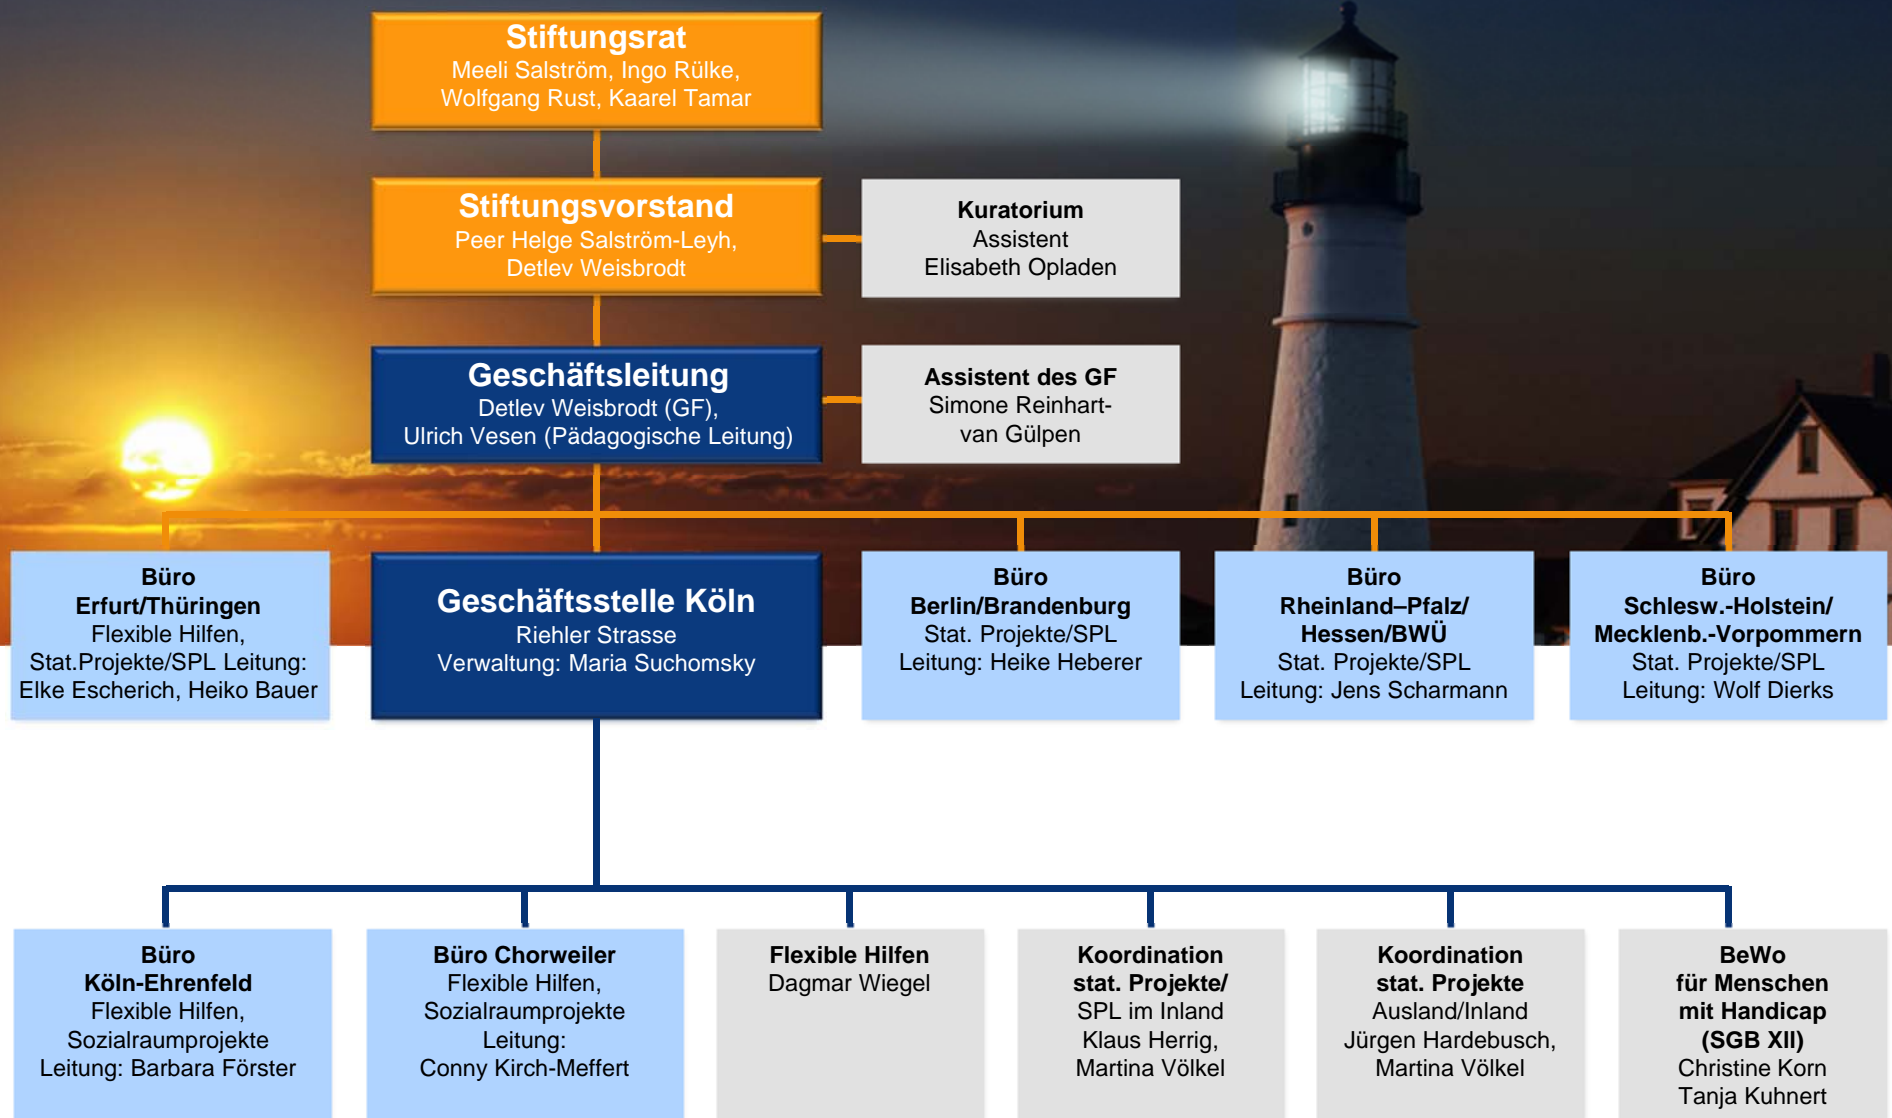 Stiftungsrat
Meeli Salström, Ingo Rülke,
Wolfgang Rust, Kaarel Tamar
Stiftungsvorstand
Peer Helge Salström-Leyh,
Detlev Weisbrodt
Kuratorium
Assistent
Elisabeth Opladen
Geschäftsleitung
Detlev Weisbrodt (GF),
Ulrich Vesen (Pädagogische Leitung)
Assistent des GF
Simone Reinhart-
van Gülpen
Büro
Erfurt/Thüringen
Flexible Hilfen,
Stat.Projekte/SPL Leitung:
Elke Escherich, Heiko Bauer
Geschäftsstelle Köln
Riehler Strasse
Verwaltung: Maria Suchomsky
Büro
Berlin/Brandenburg
Stat. Projekte/SPL
Leitung: Heike Heberer
Büro
Rheinland–Pfalz/
Hessen/BWÜ
Stat. Projekte/SPL
Leitung: Jens Scharmann
Büro
Schlesw.-Holstein/
Mecklenb.-Vorpommern
Stat. Projekte/SPL
Leitung: Wolf Dierks
Büro
Köln-Ehrenfeld
Flexible Hilfen,
Sozialraumprojekte
Leitung: Barbara Förster
Büro Chorweiler
Flexible Hilfen,
Sozialraumprojekte
Leitung:
Conny Kirch-Meffert
Flexible Hilfen
Dagmar Wiegel
Koordination
stat. Projekte/
SPL im Inland
Klaus Herrig,
Martina Völkel
Koordination
stat. Projekte
Ausland/Inland
Jürgen Hardebusch,
Martina Völkel
BeWo
für Menschen
mit Handicap
(SGB XII)
Christine Korn
Tanja Kuhnert